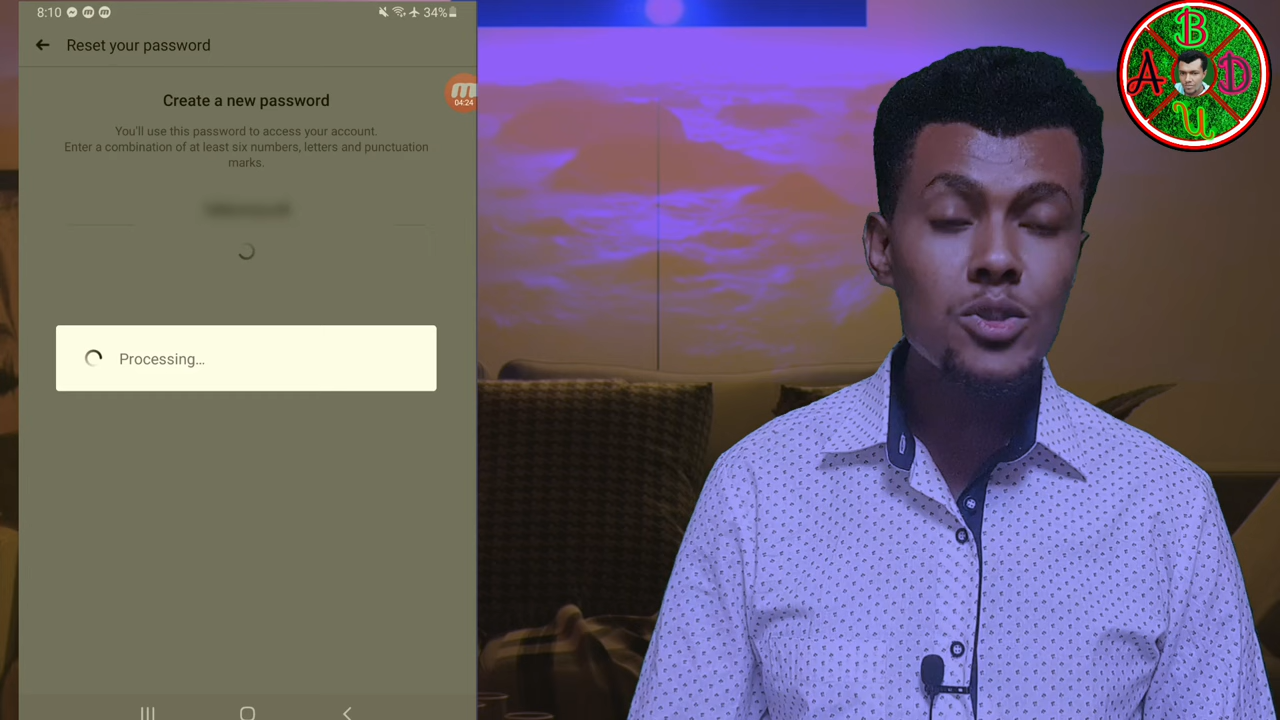 8:10
34%
Reset your password
04:24
Create a new password
You'll use this password to access your account.
Enter a combination of at least six numbers, letters and punctuation
marks.
Processing...
B
A D
U